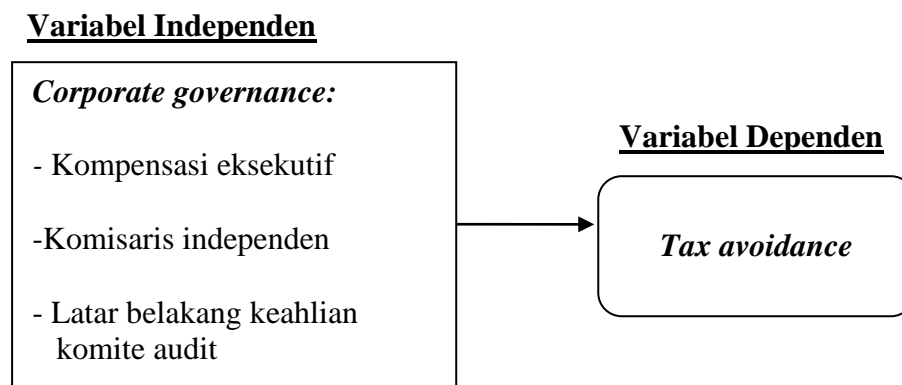 Variabel Independen
Corporate governance:
- Kompensasi eksekutif
-Komisaris independen
- Latar belakang keahlian
komite audit
Variabel Dependen
Tax avoidance